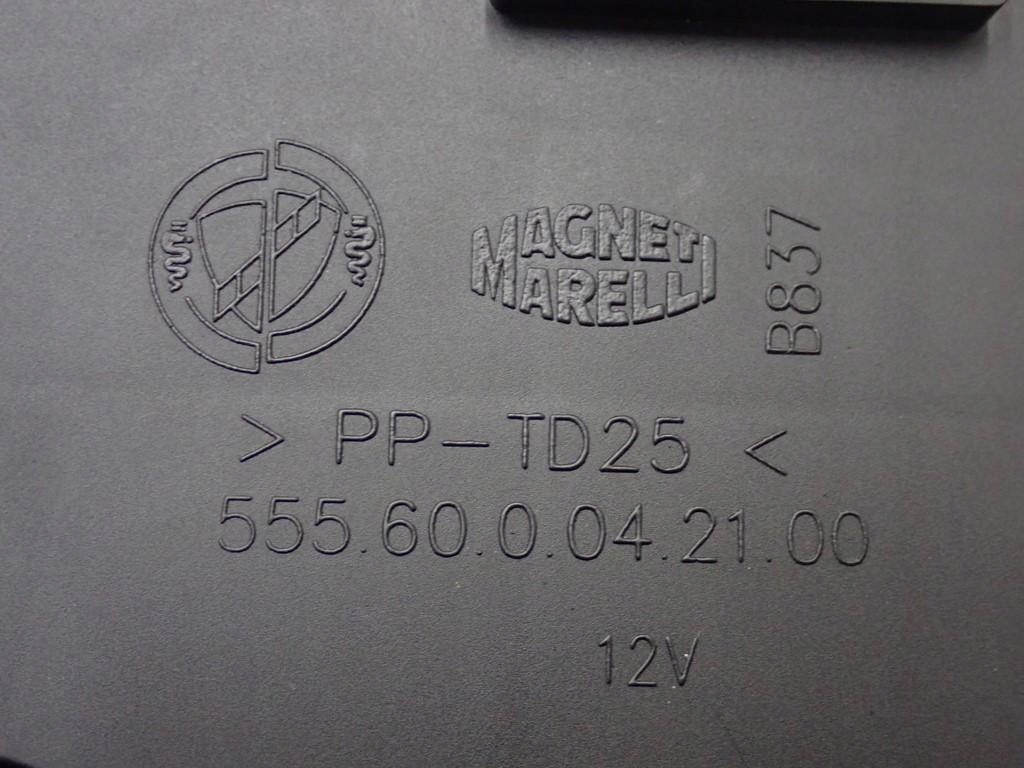 MAGNETI
MARELLI
B837
> PP-TD25 <
555.60.0.04.21.00
12V